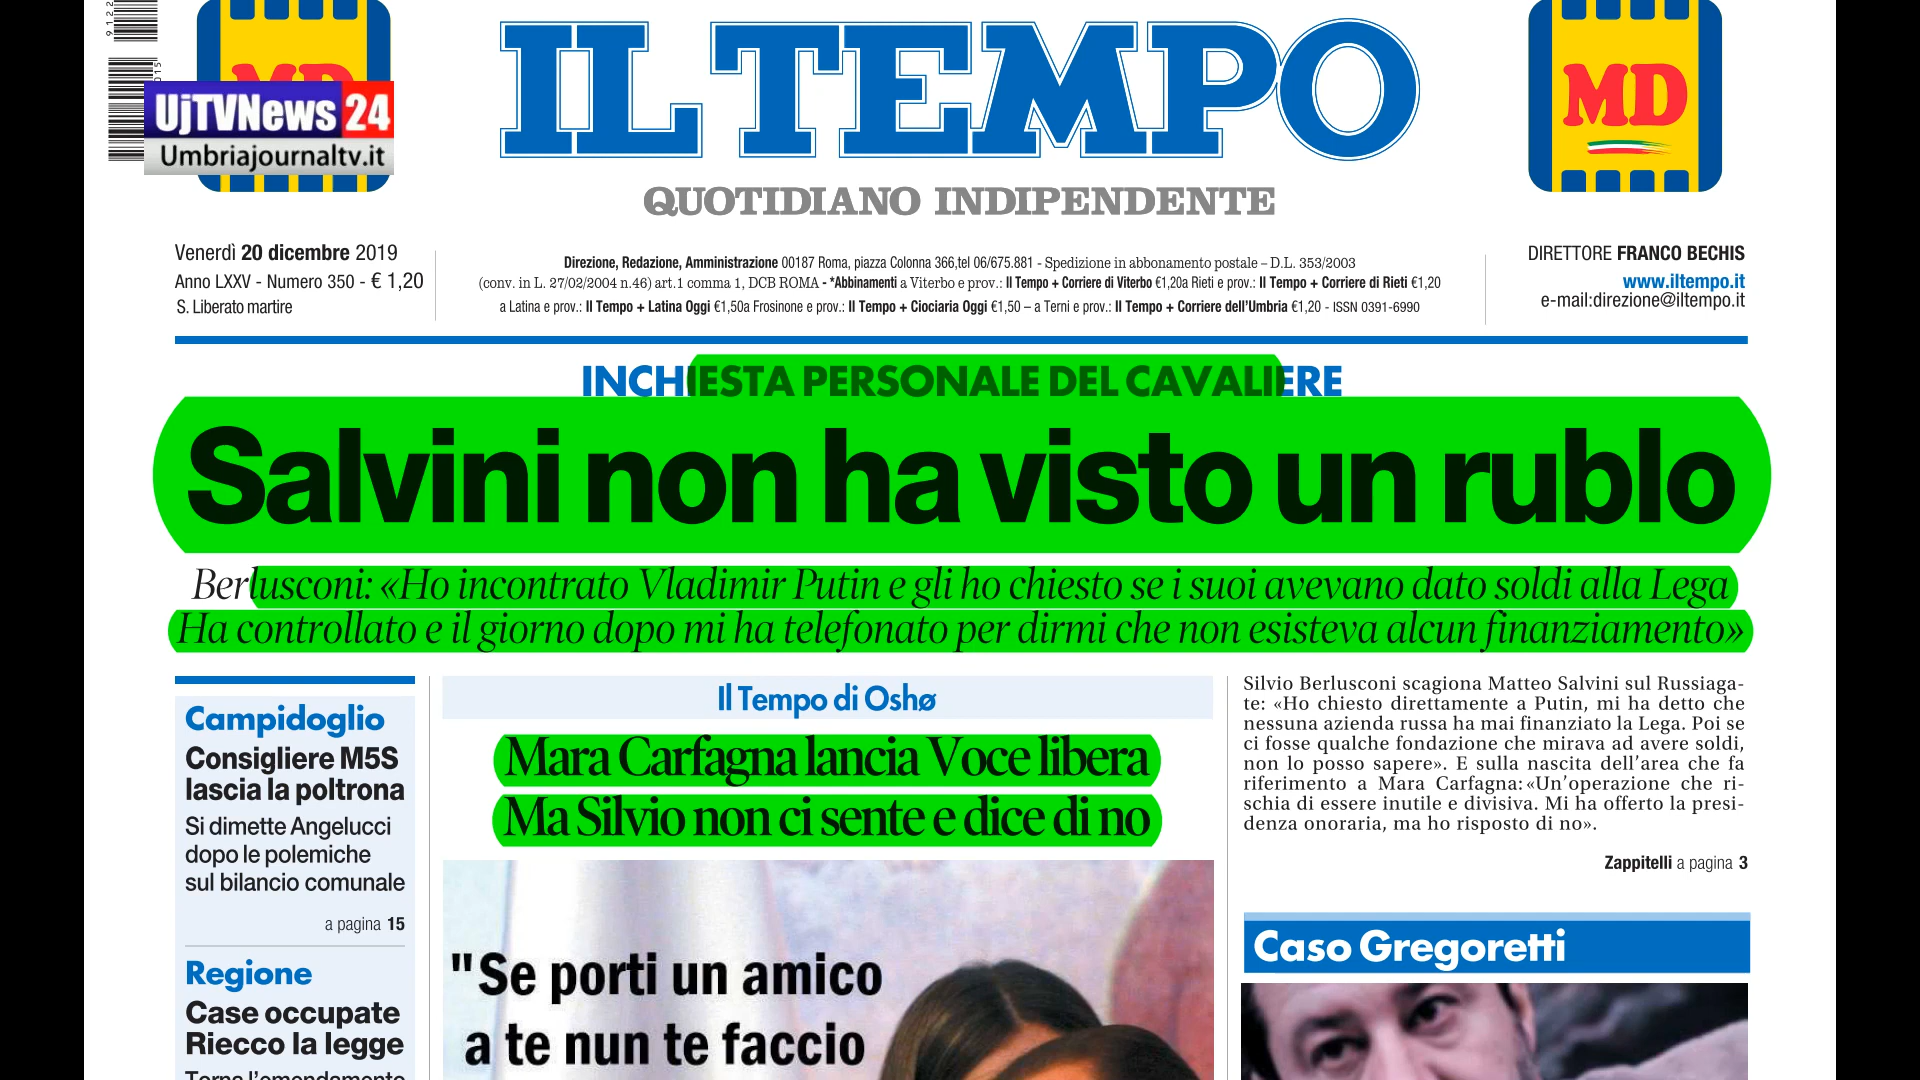 9122
015
MD
UjTVNews 24
Umbriajournaltv.it
IL TEMPO
QUOTIDIANO INDIPENDENTE
MD
Venerdì 20 dicembre 2019
Anno LXXV - Numero 350 - € 1,20
S. Liberato martire
Direzione, Redazione, Amministrazione 00187 Roma, piazza Colonna 366,tel 06/675.881 - Spedizione in abbonamento postale – D.L. 353/2003
(conv. in L. 27/02/2004 n.46) art.1 comma 1, DCB ROMA - *Abbinamenti a Viterbo e prov.: Il Tempo + Corriere di Viterbo €1,20a Rieti e prov.: Il Tempo + Corriere di Rieti €1,20
a Latina e prov.: Il Tempo + Latina Oggi €1,50a Frosinone e prov.: Il Tempo + Ciociaria Oggi €1,50 – a Terni e prov.: Il Tempo + Corriere dell'Umbria €1,20 - ISSN 0391-6990
DIRETTORE FRANCO BECHIS
www.iltempo.it
e-mail:direzione@iltempo.it
INCHIESTA PERSONALE DEL CAVALIERE
Salvini non ha visto un rublo
Berlusconi: «Ho incontrato Vladimir Putin e gli ho chiesto se i suoi avevano dato soldi alla Lega
Ha controllato e il giorno dopo mi ha telefonato per dirmi che non esisteva alcun finanziamento»
Campidoglio
Consigliere M5S
lascia la poltrona
Si dimette Angelucci
dopo le polemiche
sul bilancio comunale
a pagina 15
Regione
Case occupate
Riecco la legge
Torna l'emendamento
Il Tempo di Oshø
Mara Carfagna lancia Voce libera
Ma Silvio non ci sente e dice di no
"Se porti un amico
a te nun te faccio
Silvio Berlusconi scagiona Matteo Salvini sul Russiaga-
te: «Ho chiesto direttamente a Putin, mi ha detto che
nessuna azienda russa ha mai finanziato la Lega. Poi se
ci fosse qualche fondazione che mirava ad avere soldi,
non lo posso sapere». E sulla nascita dell'area che fa
riferimento a Mara Carfagna: «Un'operazione che ri-
schia di essere inutile e divisiva. Mi ha offerto la presi-
denza onoraria, ma ho risposto di no».
Zappitelli a pagina 3
Caso Gregoretti